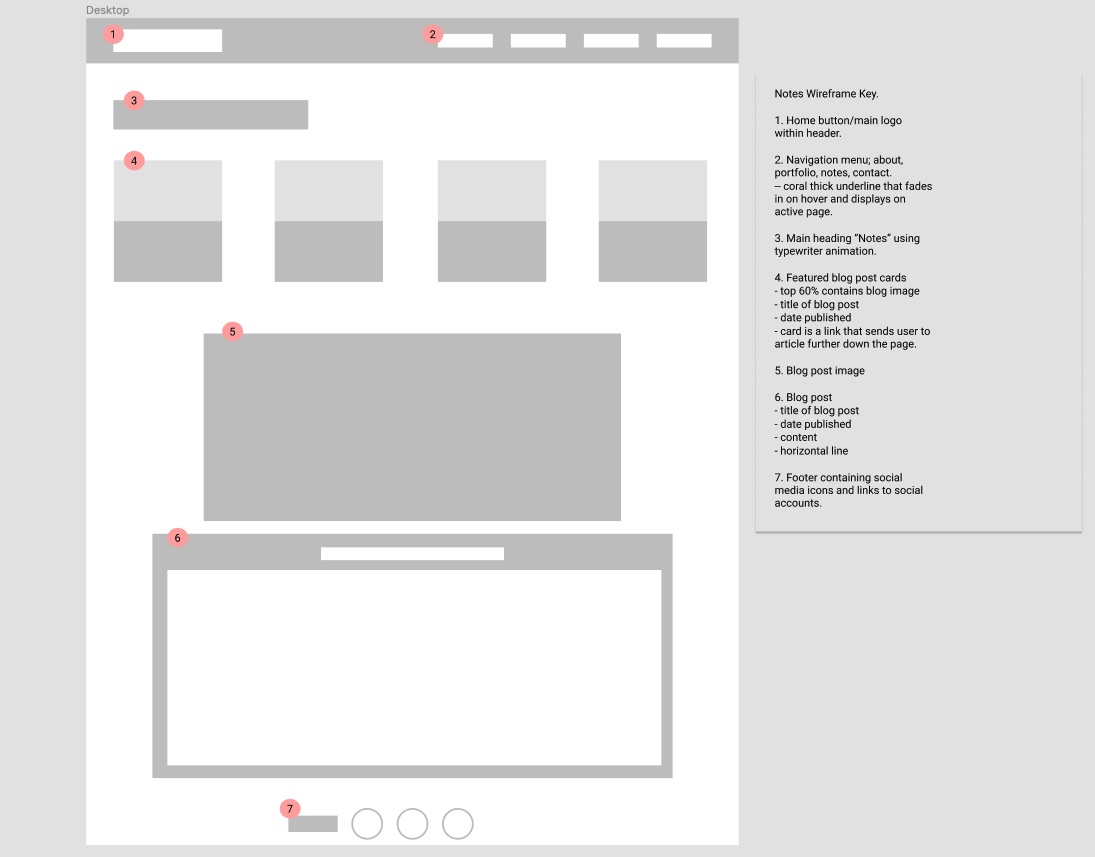 Desktop
1
2
3
4
5
6
7
Notes Wireframe Key.
1. Home button/main logo
within header.
2. Navigation menu; about,
portfolio, notes, contact.
-- coral thick underline that fades
in on hover and displays on
active page.
3. Main heading “Notes” using
typewriter animation.
4. Featured blog post cards
- top 60% contains blog image
- title of blog post
- date published
- card is a link that sends user to
article further down the page.
5. Blog post image
6. Blog post
- title of blog post
- date published
- content
- horizontal line
7. Footer containing social
media icons and links to social
accounts.